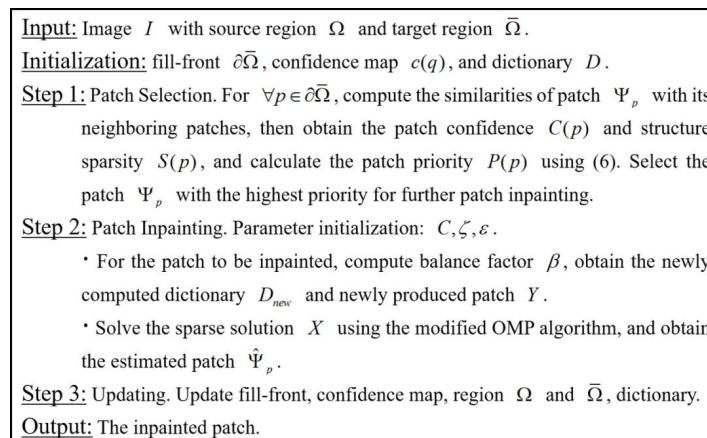 Input: Image I with source region Ω and target region Ω̄.
Initialization: fill-front ∂Ω̄, confidence map c(q), and dictionary D.
Step 1: Patch Selection. For ∀p∈∂Ω̄, compute the similarities of patch Ψ_p with its
neighboring patches, then obtain the patch confidence C(p) and structure
sparsity S(p), and calculate the patch priority P(p) using (6). Select the
patch Ψ_p with the highest priority for further patch inpainting.
Step 2: Patch Inpainting. Parameter initialization: C,ζ,ε.
· For the patch to be inpainted, compute balance factor β, obtain the newly
computed dictionary D_new and newly produced patch Y.
· Solve the sparse solution X using the modified OMP algorithm, and obtain
the estimated patch Ψ̂_p.
Step 3: Updating. Update fill-front, confidence map, region Ω and Ω̄, dictionary.
Output: The inpainted patch.